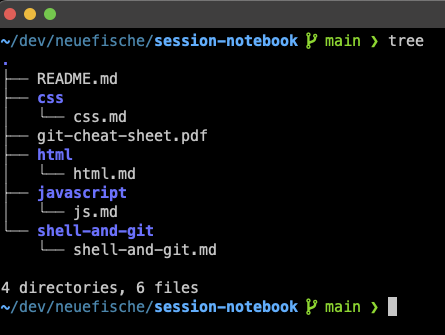 ~/dev/neuefische/session-notebook main ❯ tree
.
├── README.md
├── css
│   └── css.md
├── git-cheat-sheet.pdf
├── html
│   └── html.md
├── javascript
│   └── js.md
└── shell-and-git
    └── shell-and-git.md
4 directories, 6 files
~/dev/neuefische/session-notebook main ❯